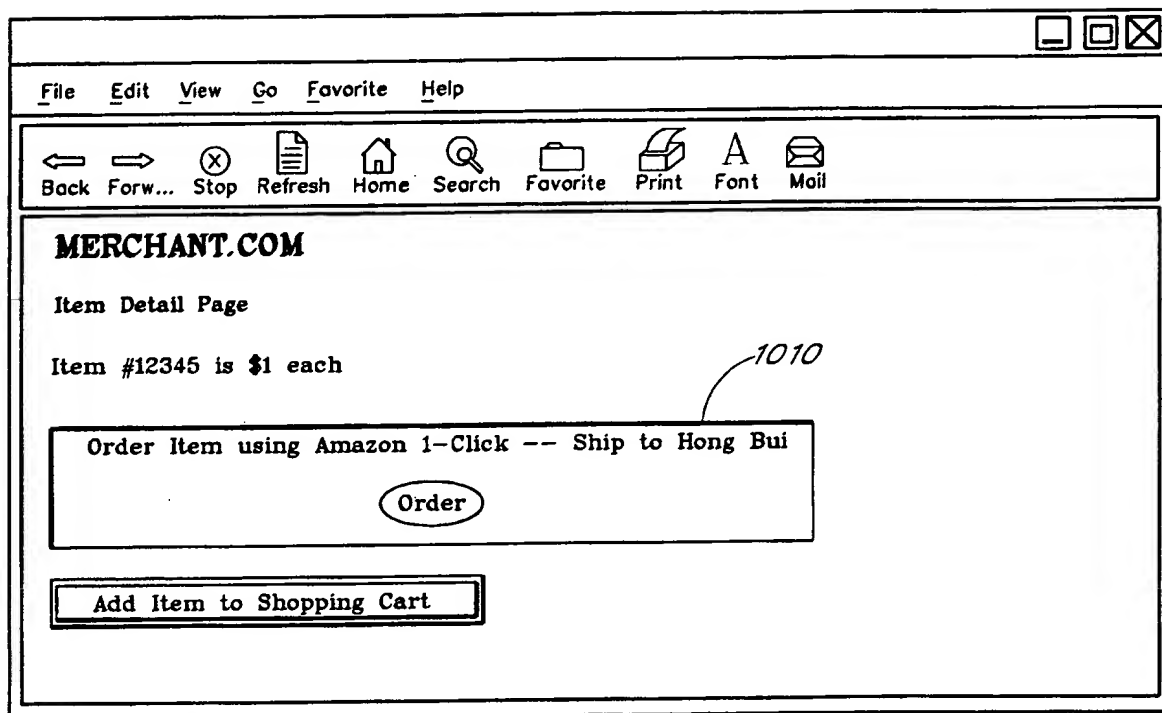 File Edit View Go Favorite Help
Back Forw... Stop Refresh Home Search Favorite Print Font Mail
MERCHANT.COM
Item Detail Page
Item #12345 is $1 each
1010
Order Item using Amazon 1-Click -- Ship to Hong Bui
Order
Add Item to Shopping Cart